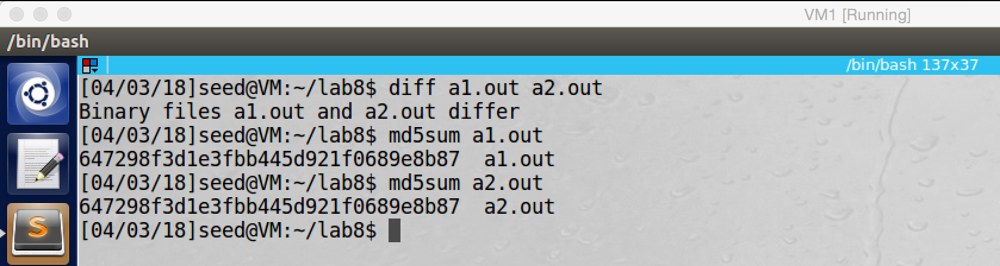 VM1 [Running]
/bin/bash
/bin/bash 137x37
[04/03/18]seed@VM:~/lab8$ diff a1.out a2.out
Binary files a1.out and a2.out differ
[04/03/18]seed@VM:~/lab8$ md5sum a1.out
647298f3d1e3fbb445d921f0689e8b87  a1.out
[04/03/18]seed@VM:~/lab8$ md5sum a2.out
647298f3d1e3fbb445d921f0689e8b87  a2.out
[04/03/18]seed@VM:~/lab8$